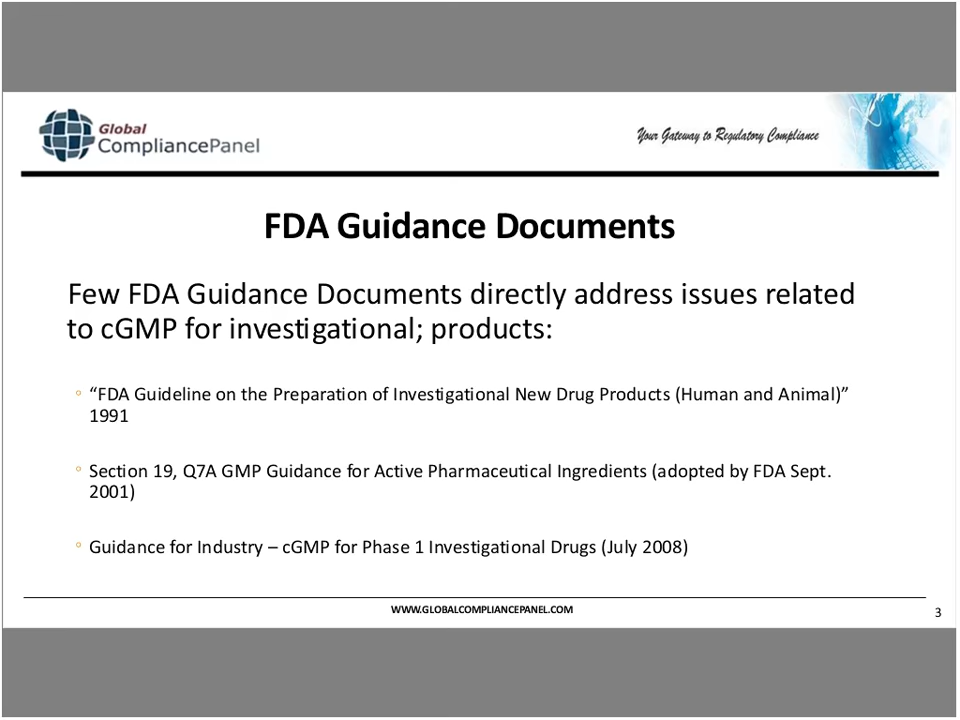 Global
CompliancePanel
Your Gateway to Regulatory Compliance
FDA Guidance Documents
Few FDA Guidance Documents directly address issues related
to cGMP for investigational; products:
° “FDA Guideline on the Preparation of Investigational New Drug Products (Human and Animal)”
1991
° Section 19, Q7A GMP Guidance for Active Pharmaceutical Ingredients (adopted by FDA Sept.
2001)
° Guidance for Industry – cGMP for Phase 1 Investigational Drugs (July 2008)
WWW.GLOBALCOMPLIANCEPANEL.COM
3